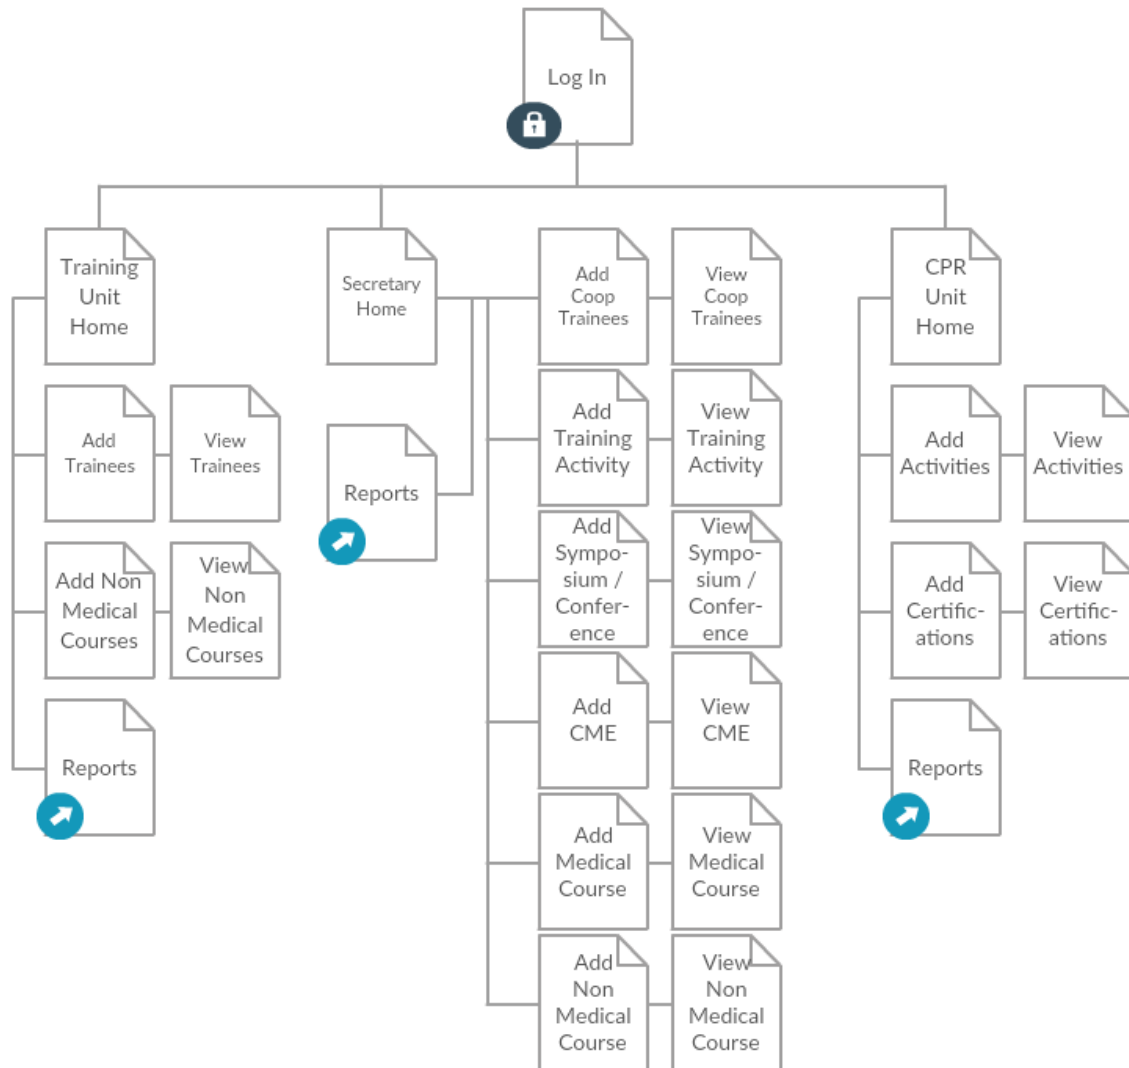 Log In
Training
Unit
Home
Add
Trainees
View
Trainees
Add Non
Medical
Courses
View
Non
Medical
Courses
Reports
Secretary
Home
Reports
Add
Coop
Trainees
View
Coop
Trainees
Add
Training
Activity
View
Training
Activity
Add
Sympo-
sium /
Confer-
ence
View
Sympo-
sium /
Confer-
ence
Add
CME
View
CME
Add
Medical
Course
View
Medical
Course
Add
Non
Medical
Course
View
Non
Medical
Course
CPR
Unit
Home
Add
Activities
View
Activities
Add
Certific-
ations
View
Certific-
ations
Reports